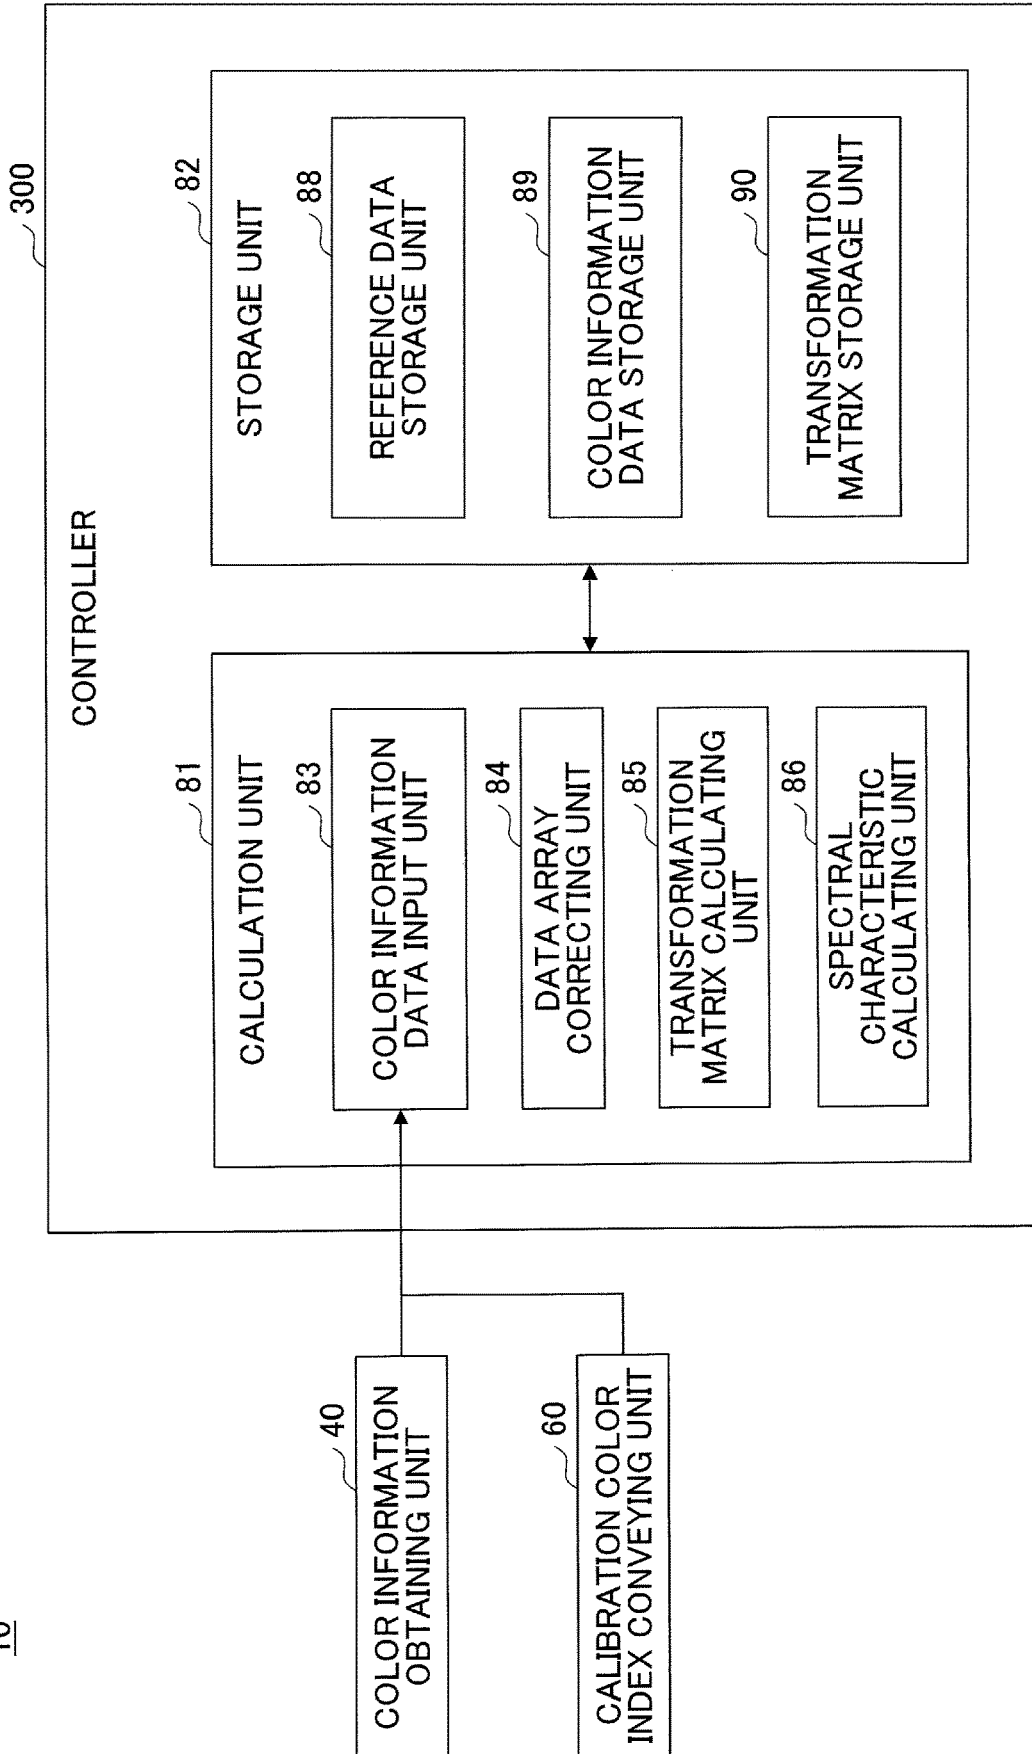 10
300
CONTROLLER
81
CALCULATION UNIT
82
STORAGE UNIT
40
COLOR INFORMATION
OBTAINING UNIT
83
COLOR INFORMATION
DATA INPUT UNIT
88
REFERENCE DATA
STORAGE UNIT
84
DATA ARRAY
CORRECTING UNIT
60
CALIBRATION COLOR
INDEX CONVEYING UNIT
89
COLOR INFORMATION
DATA STORAGE UNIT
85
TRANSFORMATION
MATRIX CALCULATING
UNIT
86
SPECTRAL
CHARACTERISTIC
CALCULATING UNIT
90
TRANSFORMATION
MATRIX STORAGE UNIT